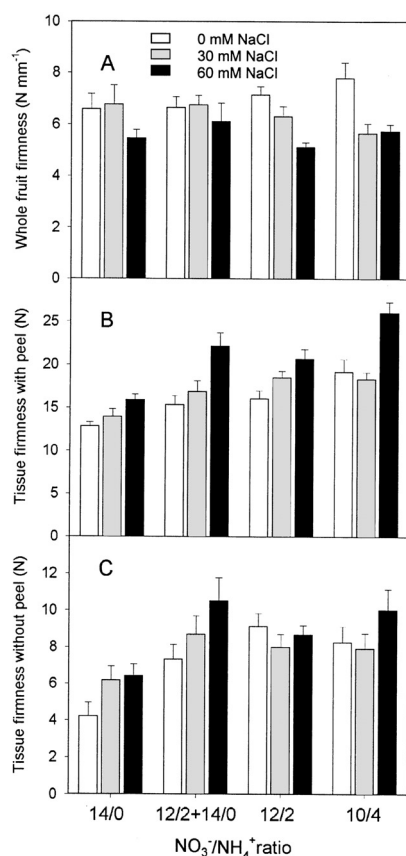 10
A
0 mM NaCl
30 mM NaCl
60 mM NaCl
8
6
4
2
0
Whole fruit firmness (N mm⁻¹)
B
25
20
15
10
5
0
Tissue firmness with peel (N)
C
12
10
8
6
4
2
0
Tissue firmness without peel (N)
14/0 12/2+14/0 12/2 10/4
NO₃⁻/NH₄⁺ratio